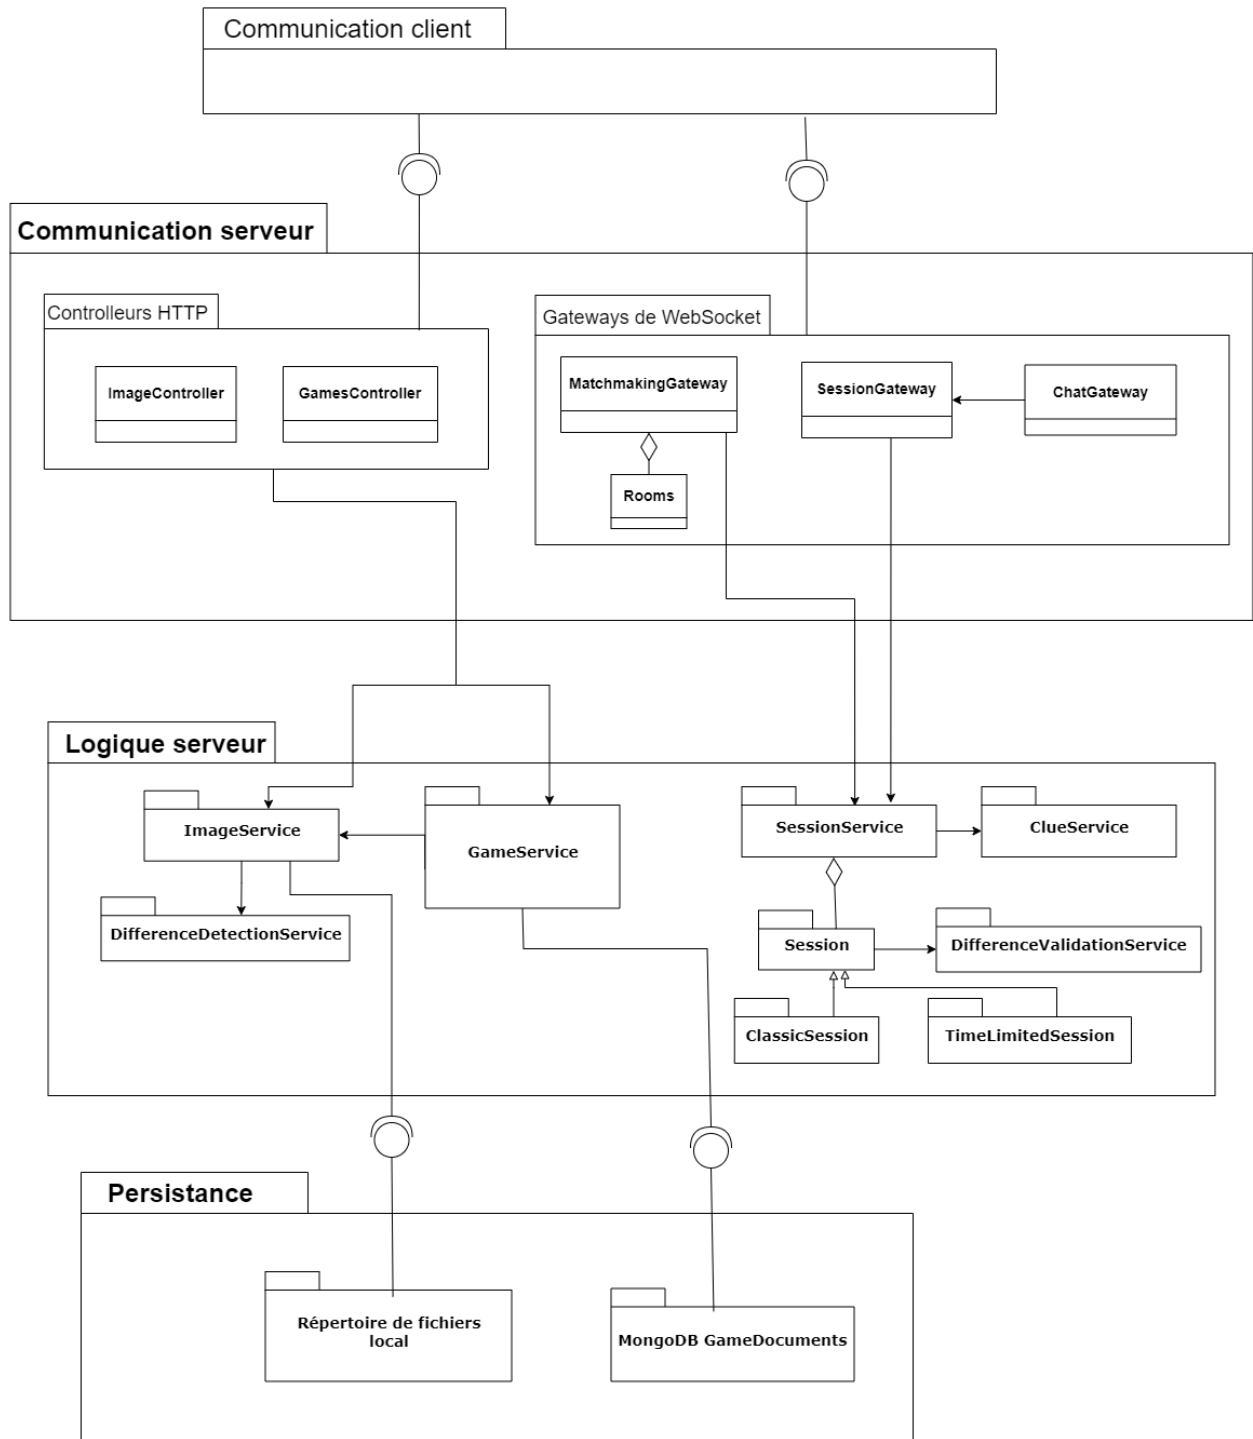 Communication client
Communication serveur
Controlleurs HTTP
ImageController
GamesController
Gateways de WebSocket
MatchmakingGateway
Rooms
SessionGateway
ChatGateway
Logique serveur
ImageService
GameService
DifferenceDetectionService
SessionService
ClueService
Session
DifferenceValidationService
ClassicSession
TimeLimitedSession
Persistance
Répertoire de fichiers
local
MongoDB GameDocuments